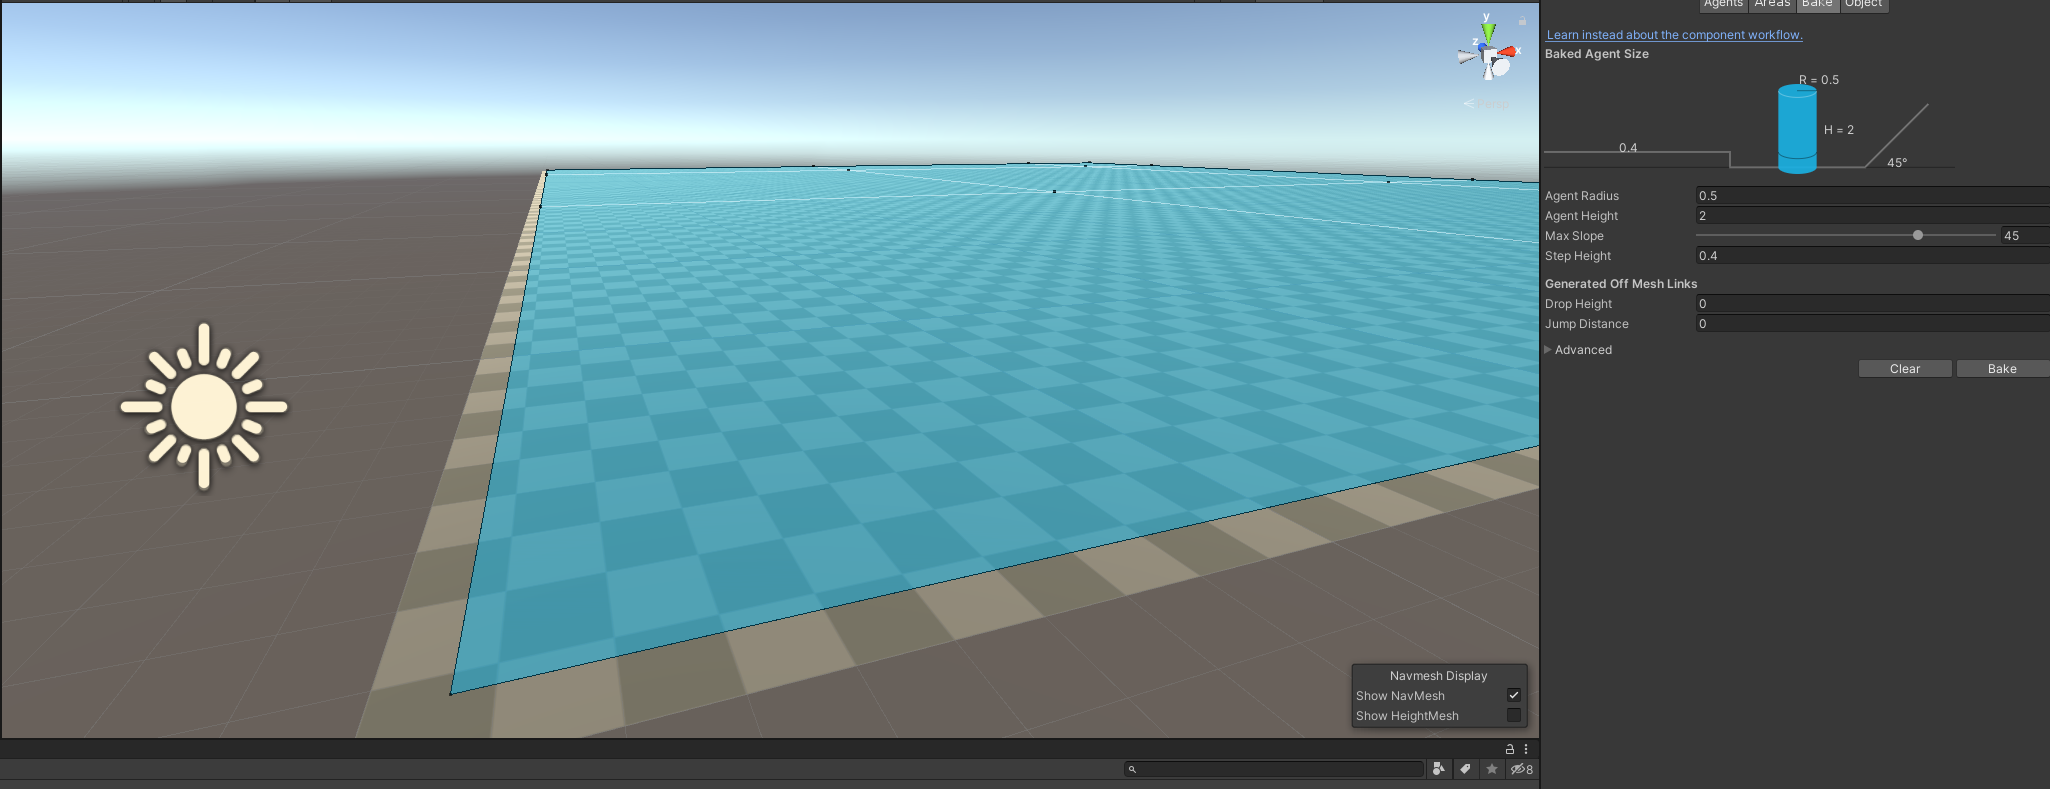 Agents Areas Bake Object
Learn instead about the component workflow.
Baked Agent Size
R = 0.5
H = 2
0.4
45°
Agent Radius 0.5
Agent Height 2
Max Slope 45
Step Height 0.4
Generated Off Mesh Links
Drop Height 0
Jump Distance 0
Advanced
Clear Bake
y
z
x
Persp
Navmesh Display
Show NavMesh
Show HeightMesh
8